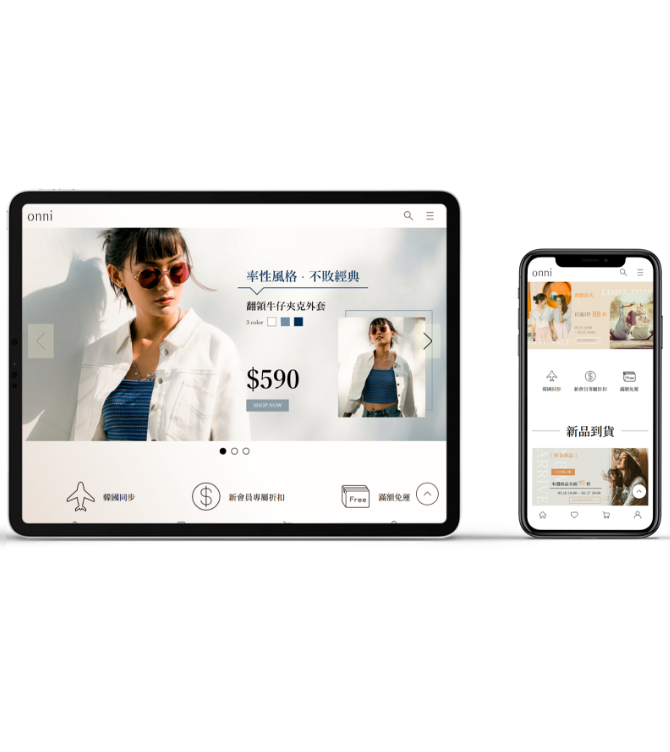 onni
率性風格 · 不敗經典
翻領牛仔夾克外套
3 color
$590
SHOP NOW
韓國同步
新會員專屬折扣
Free
滿額免運
onni
韓國同步
新會員專屬折扣
Free
滿額免運
新品到貨
ARRIVE